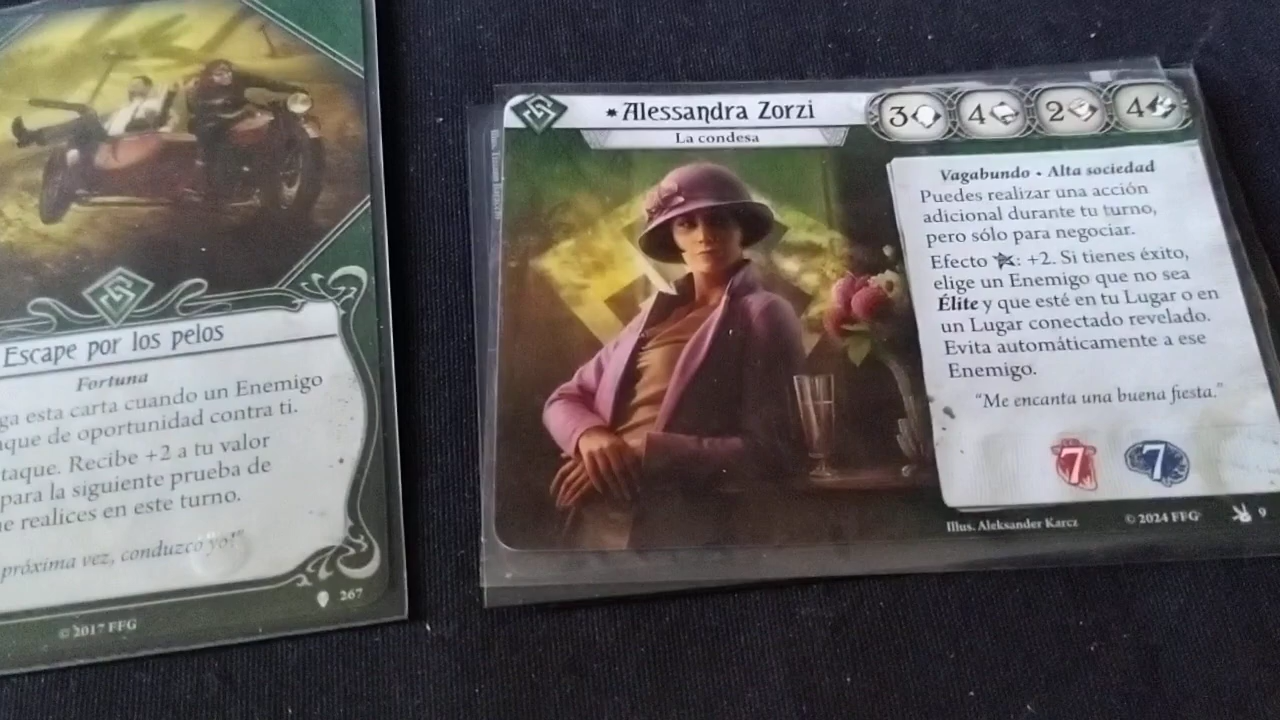 Escape por los pelos
Fortuna
ga esta carta cuando un Enemigo
aque de oportunidad contra ti.
taque. Recibe +2 a tu valor
para la siguiente prueba de
e realices en este turno.
próxima vez, conduzco yo!"
© 2017 FFG
267
Alessandra Zorzi
La condesa
3 4 2 4
Vagabundo • Alta sociedad
Puedes realizar una acción
adicional durante tu turno,
pero sólo para negociar.
Efecto : +2. Si tienes éxito,
elige un Enemigo que no sea
Élite y que esté en tu Lugar o en
un Lugar conectado revelado.
Evita automáticamente a ese
Enemigo.
"Me encanta una buena fiesta."
7 7
Illus. Aleksander Karcz
© 2024 FFG
9